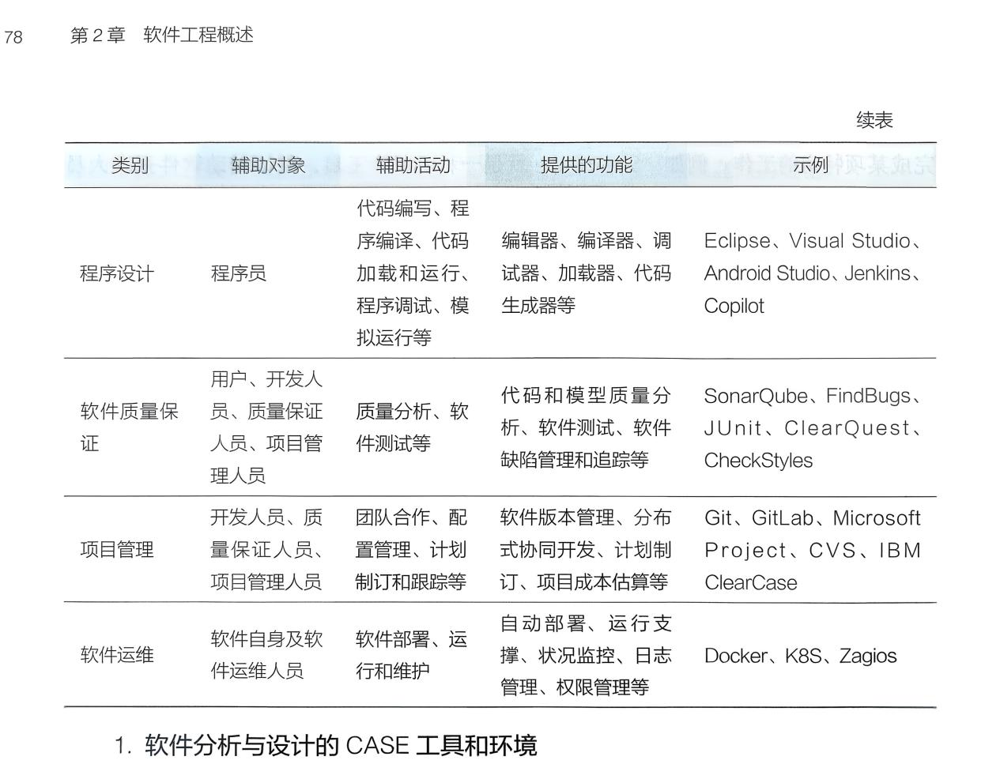 78 第2章 软件工程概述
续表
类别 辅助对象 辅助活动 提供的功能 示例
程序设计
程序员
代码编写、程
序编译、代码
加载和运行、
程序调试、模
拟运行等
编辑器、编译器、调
试器、加载器、代码
生成器等
Eclipse、Visual Studio、
Android Studio、Jenkins、
Copilot
软件质量保
证
用户、开发人
员、质量保证
人员、项目管
理人员
质量分析、软
件测试等
代码和模型质量分
析、软件测试、软件
缺陷管理和追踪等
SonarQube、FindBugs、
JUnit、ClearQuest、
CheckStyles
项目管理
开发人员、质
量保证人员、
项目管理人员
团队合作、配
置管理、计划
制订和跟踪等
软件版本管理、分布
式协同开发、计划制
订、项目成本估算等
Git、GitLab、Microsoft
Project、CVS、IBM
ClearCase
软件运维
软件自身及软
件运维人员
软件部署、运
行和维护
自动部署、运行支
撑、状况监控、日志
管理、权限管理等
Docker、K8S、Zagios
1. 软件分析与设计的 CASE 工具和环境